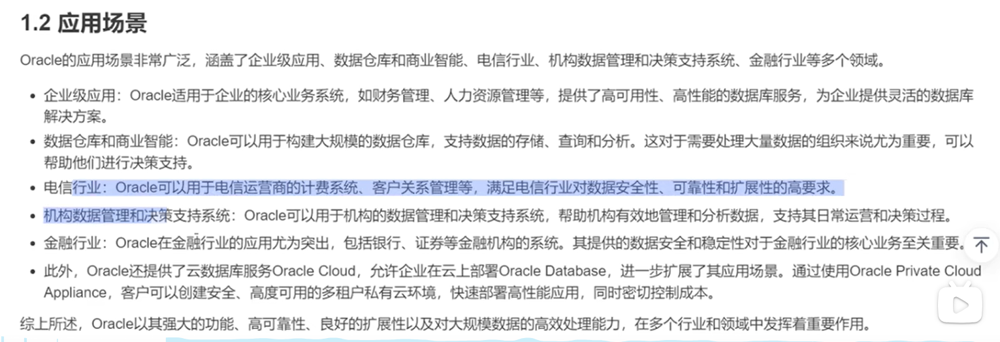 1.2 应用场景
Oracle的应用场景非常广泛，涵盖了企业级应用、数据仓库和商业智能、电信行业、机构数据管理和决策支持系统、金融行业等多个领域。
• 企业级应用：Oracle适用于企业的核心业务系统，如财务管理、人力资源管理等，提供了高可用性、高性能的数据库服务，为企业提供灵活的数据库
解决方案。
• 数据仓库和商业智能：Oracle可以用于构建大规模的数据仓库，支持数据的存储、查询和分析。这对于需要处理大量数据的组织来说尤为重要，可以
帮助他们进行决策支持。
• 电信行业：Oracle可以用于电信运营商的计费系统、客户关系管理等，满足电信行业对数据安全性、可靠性和扩展性的高要求。
• 机构数据管理和决策支持系统：Oracle可以用于机构的数据管理和决策支持系统，帮助机构有效地管理和分析数据，支持其日常运营和决策过程。
• 金融行业：Oracle在金融行业的应用尤为突出，包括银行、证券等金融机构的系统。其提供的数据安全和稳定性对于金融行业的核心业务至关重要。
• 此外，Oracle还提供了云数据库服务Oracle Cloud，允许企业在云上部署Oracle Database，进一步扩展了其应用场景。通过使用Oracle Private Cloud
Appliance，客户可以创建安全、高度可用的多租户私有云环境，快速部署高性能应用，同时密切控制成本。
综上所述，Oracle以其强大的功能、高可靠性、良好的扩展性以及对大规模数据的高效处理能力，在多个行业和领域中发挥着重要作用。